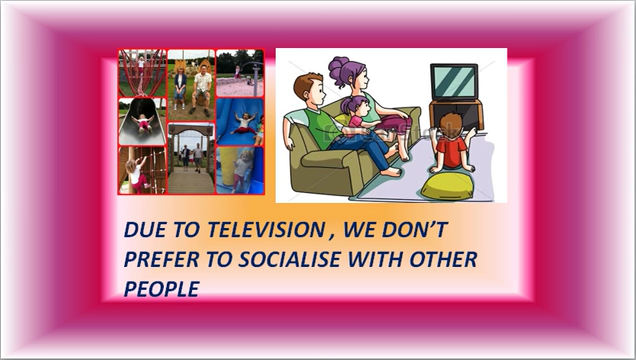 DUE TO TELEVISION , WE DON'T
PREFER TO SOCIALISE WITH OTHER
PEOPLE